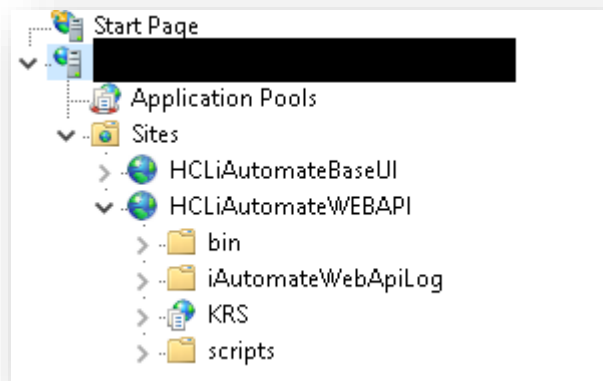 Start Page
Application Pools
Sites
HCLiAutomateBaseUI
HCLiAutomateWEBAPI
bin
iAutomateWebApiLog
KRS
scripts